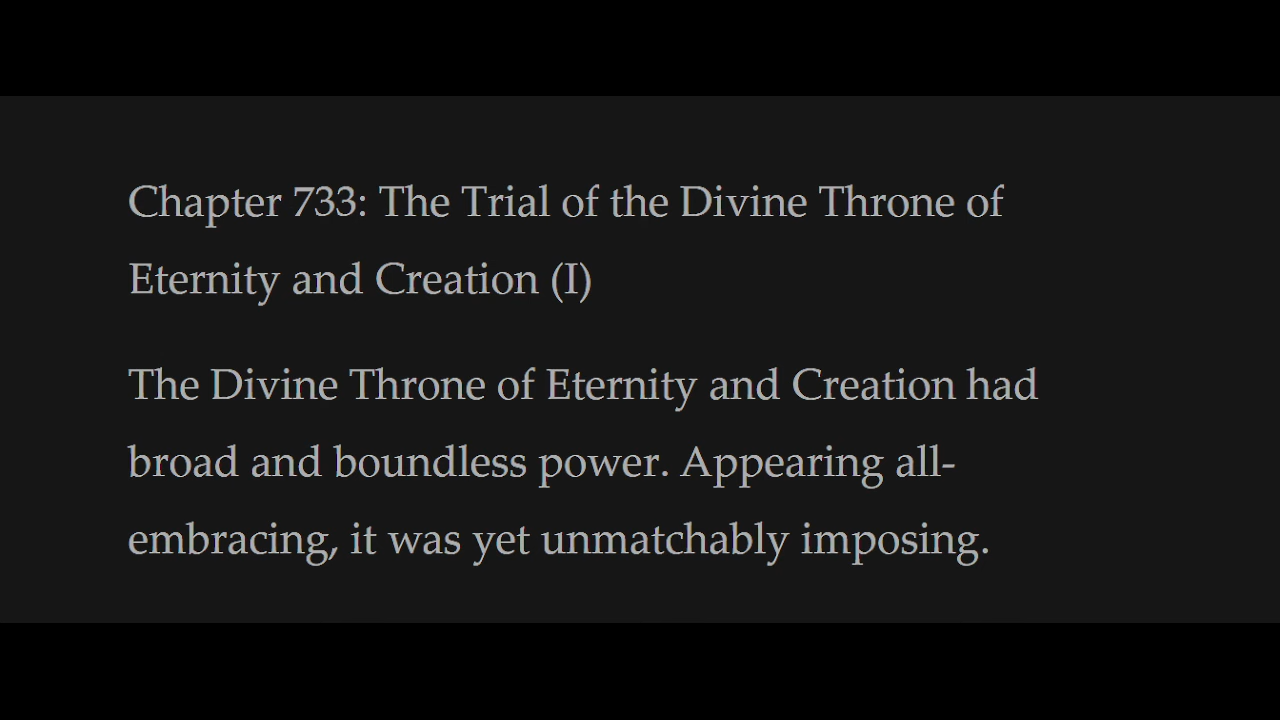 Chapter 733: The Trial of the Divine Throne of
Eternity and Creation (I)
The Divine Throne of Eternity and Creation had
broad and boundless power. Appearing all-
embracing, it was yet unmatchably imposing.